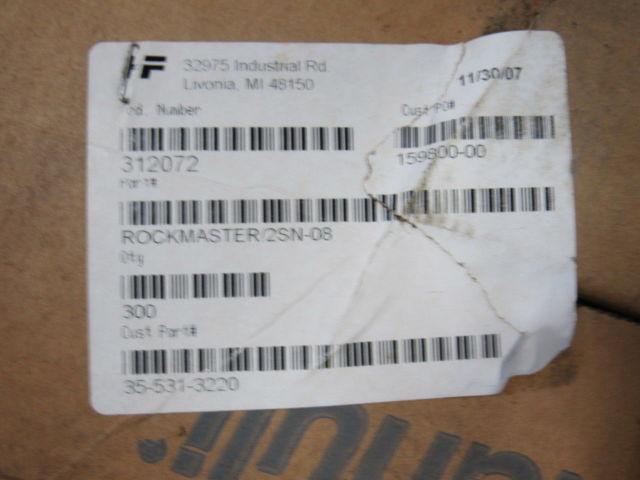 32975 Industrial Rd.
Livonia, MI 48150
11/30/07
Number
Cust PO#
312072
159800-00
Part#
ROCKMASTER/2SN-08
Qty
300
Cust Part#
35-531-3220